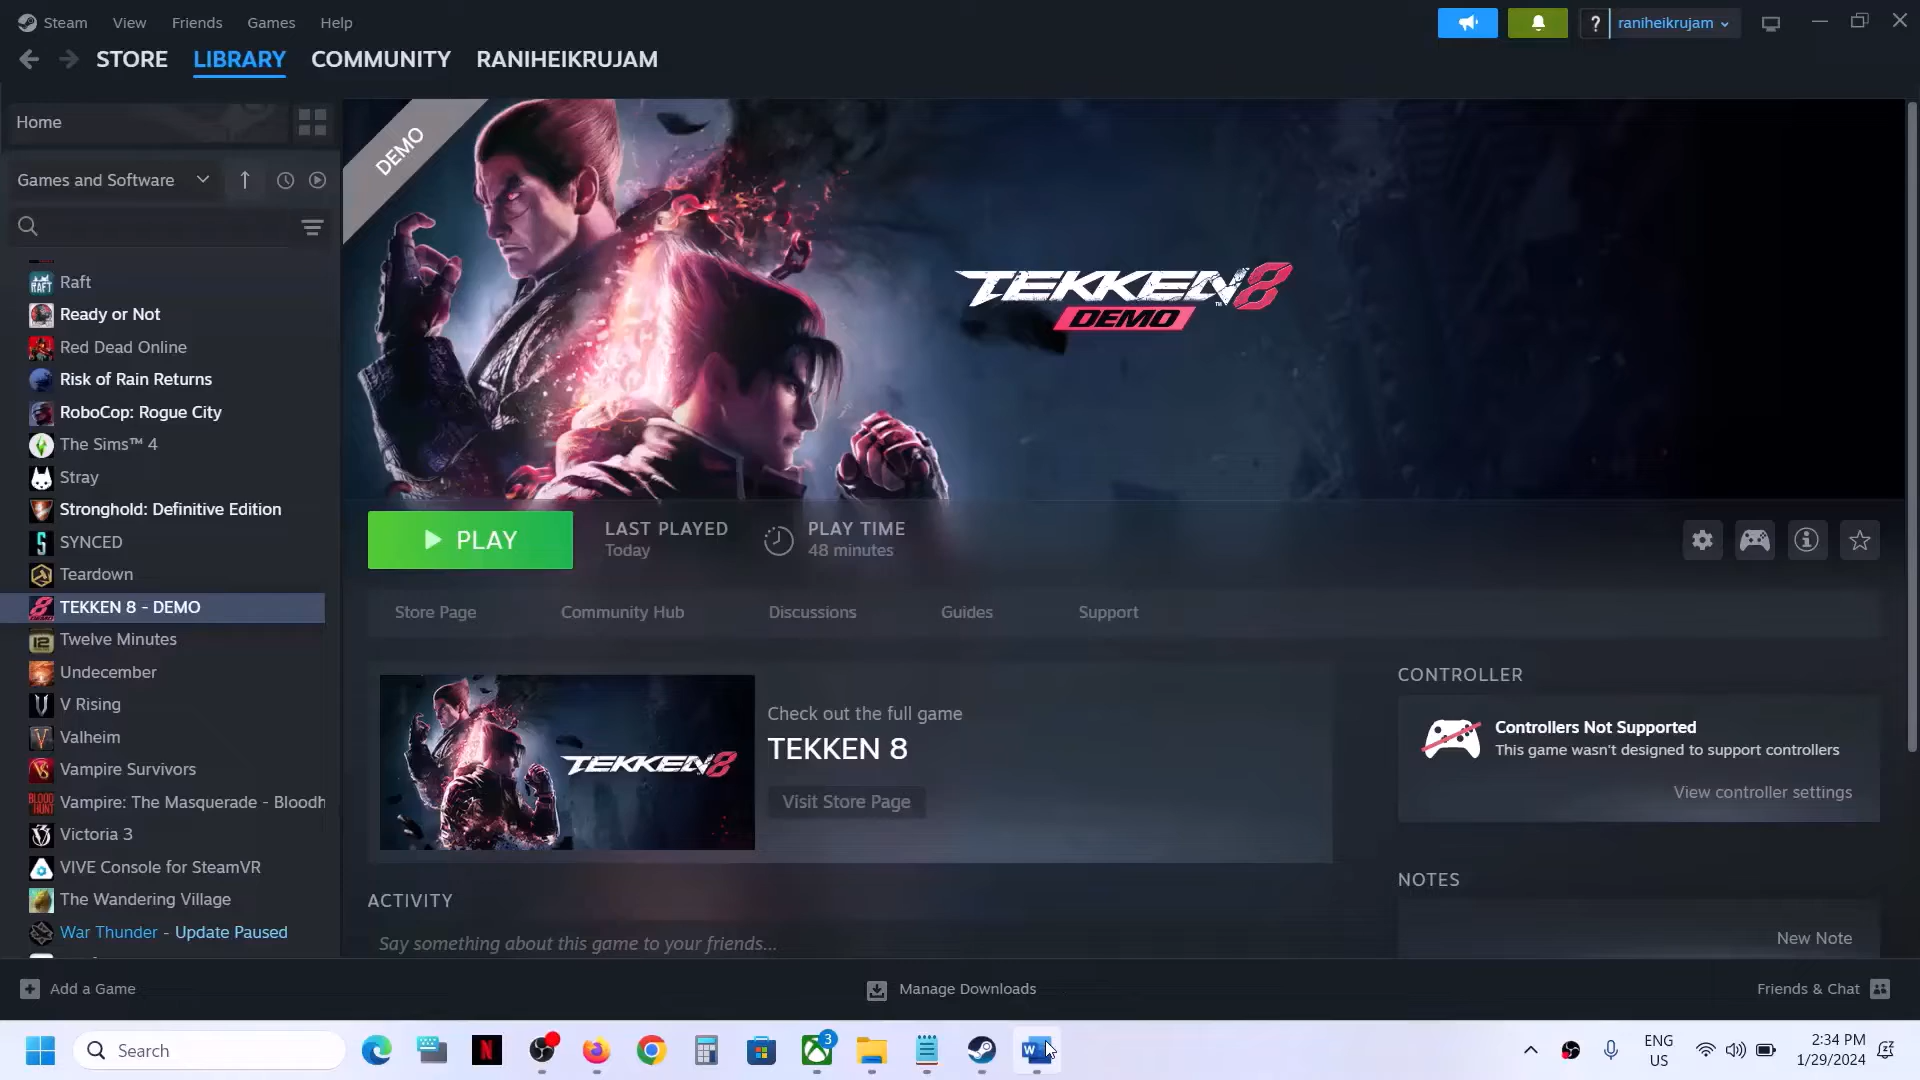 Steam View Friends Games Help
? raniheikrujam
STORE LIBRARY COMMUNITY RANIHEIKRUJAM
Home
Games and Software
Raft
Ready or Not
Red Dead Online
Risk of Rain Returns
RoboCop: Rogue City
The Sims™ 4
Stray
Stronghold: Definitive Edition
SYNCED
Teardown
TEKKEN 8 - DEMO
Twelve Minutes
Undecember
V Rising
Valheim
Vampire Survivors
Vampire: The Masquerade - Bloodh
Victoria 3
VIVE Console for SteamVR
The Wandering Village
War Thunder - Update Paused
DEMO
TEKKEN 8
DEMO
PLAY
LAST PLAYED
Today
PLAY TIME
48 minutes
Store Page Community Hub Discussions Guides Support
TEKKEN 8
Check out the full game
TEKKEN 8
Visit Store Page
CONTROLLER
Controllers Not Supported
This game wasn't designed to support controllers
View controller settings
NOTES
New Note
ACTIVITY
Say something about this game to your friends...
Add a Game
Manage Downloads
Friends & Chat
Search
3
ENG
US
2:34 PM
1/29/2024